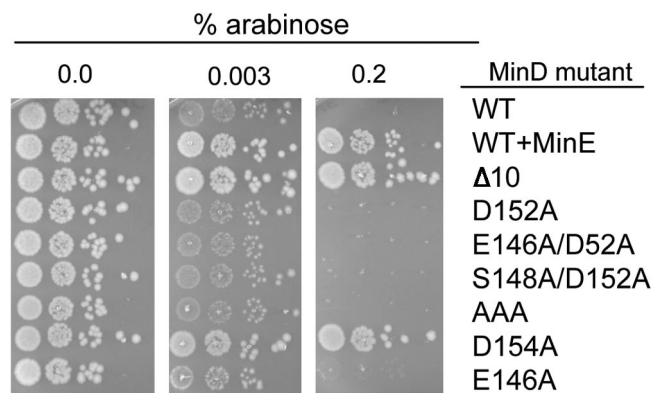 % arabinose
0.0 0.003 0.2 MinD mutant
WT
WT+MinE
Δ10
D152A
E146A/D52A
S148A/D152A
AAA
D154A
E146A